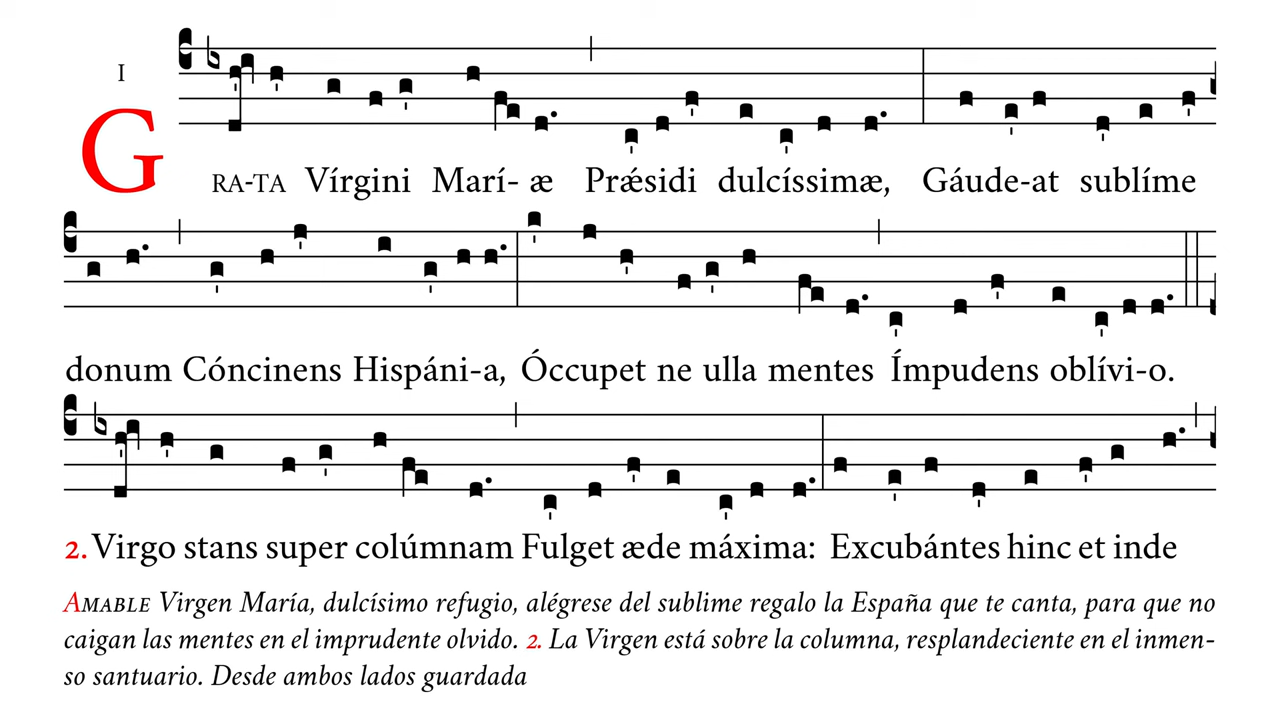 I
GRA-TA Vírgini Marí- æ Prǽsidi dulcíssimæ, Gáude-at sublíme
donum Cóncinens Hispáni-a, Óccupet ne ulla mentes Ímpudens oblívi-o.
2. Virgo stans super colúmnam Fulget æde máxima: Excubántes hinc et inde
AMABLE Virgen María, dulcísimo refugio, alégrese del sublime regalo la España que te canta, para que no
caigan las mentes en el imprudente olvido. 2. La Virgen está sobre la columna, resplandeciente en el inmen-
so santuario. Desde ambos lados guardada